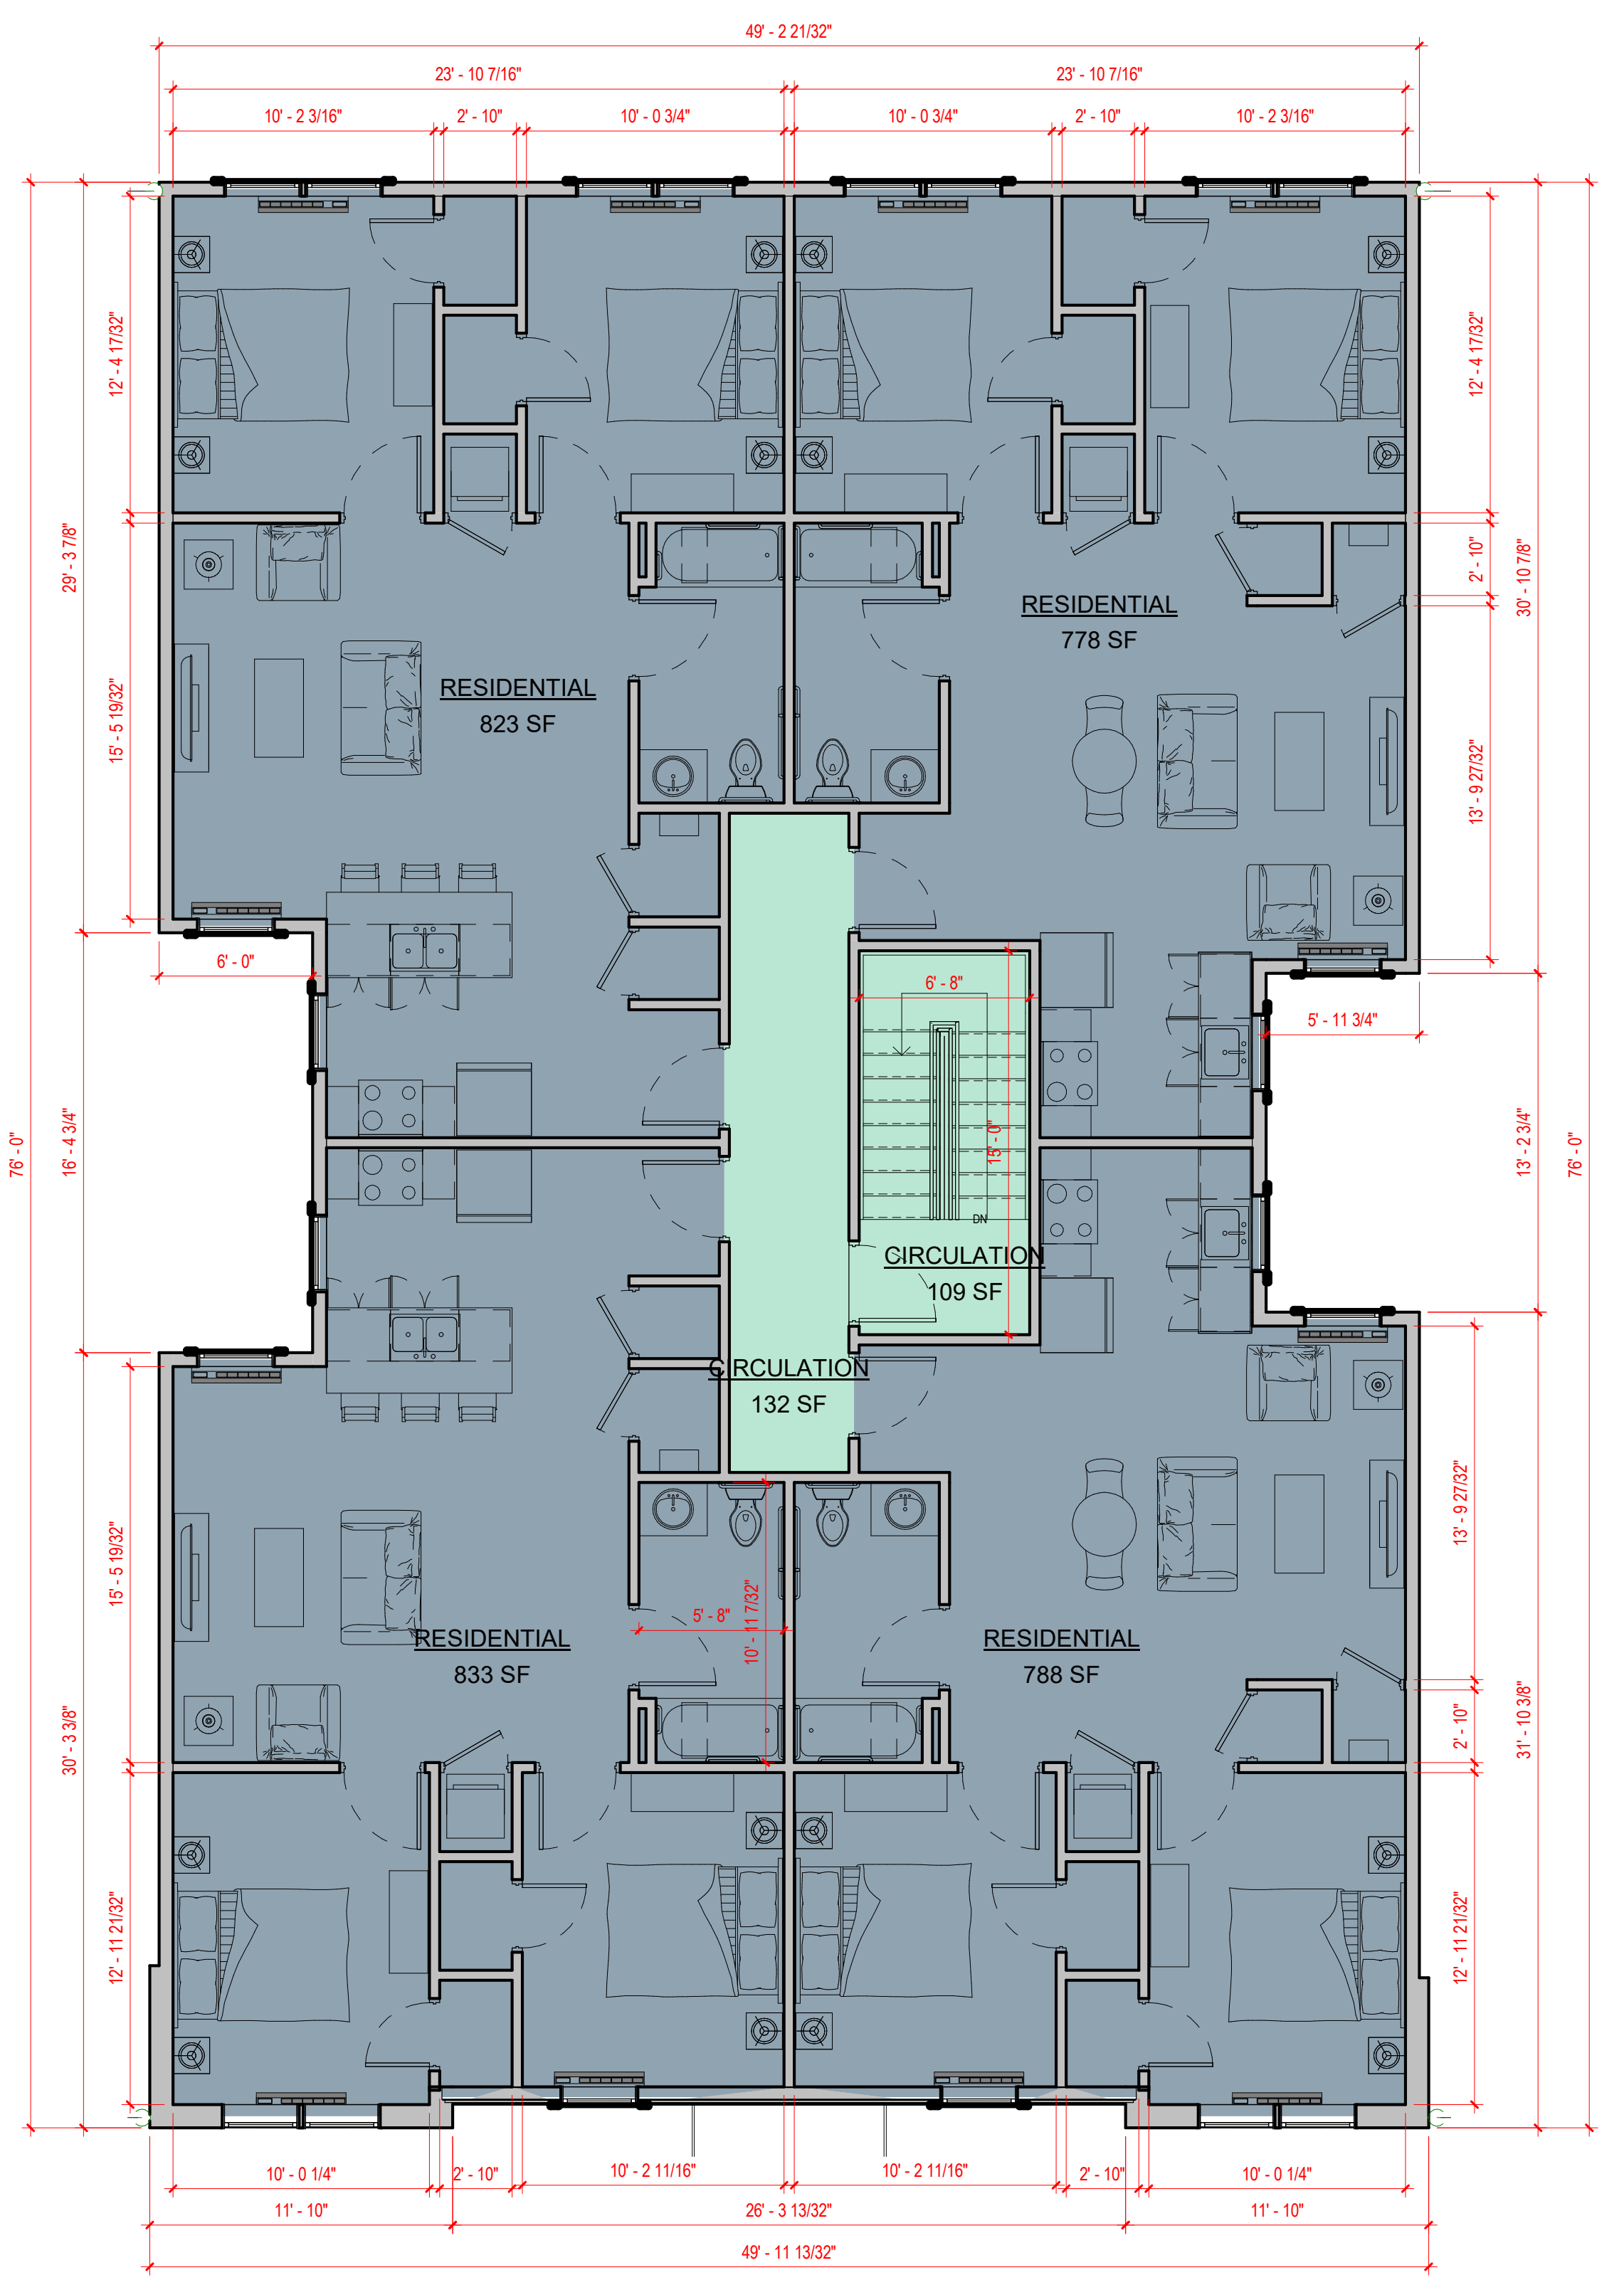 49' - 2 21/32"
23' - 10 7/16"
23' - 10 7/16"
10' - 2 3/16"
2' - 10"
10' - 0 3/4"
10' - 0 3/4"
2' - 10"
10' - 2 3/16"
12' - 4 17/32"
12' - 4 17/32"
29' - 3 7/8"
2' - 10"
30' - 10 7/8"
RESIDENTIAL
778 SF
RESIDENTIAL
823 SF
15' - 5 19/32"
13' - 9 27/32"
6' - 0"
6' - 8"
5' - 11 3/4"
76' - 0"
16' - 4 3/4"
15' - 0"
13' - 2 3/4"
76' - 0"
DN
CIRCULATION
109 SF
CIRCULATION
132 SF
15' - 5 19/32"
13' - 9 27/32"
5' - 8"
10' - 11 7/32"
RESIDENTIAL
833 SF
RESIDENTIAL
788 SF
30' - 3 3/8"
2' - 10"
31' - 10 3/8"
12' - 11 21/32"
12' - 11 21/32"
10' - 0 1/4"
2' - 10"
10' - 2 11/16"
10' - 2 11/16"
2' - 10"
10' - 0 1/4"
11' - 10"
26' - 3 13/32"
11' - 10"
49' - 11 13/32"